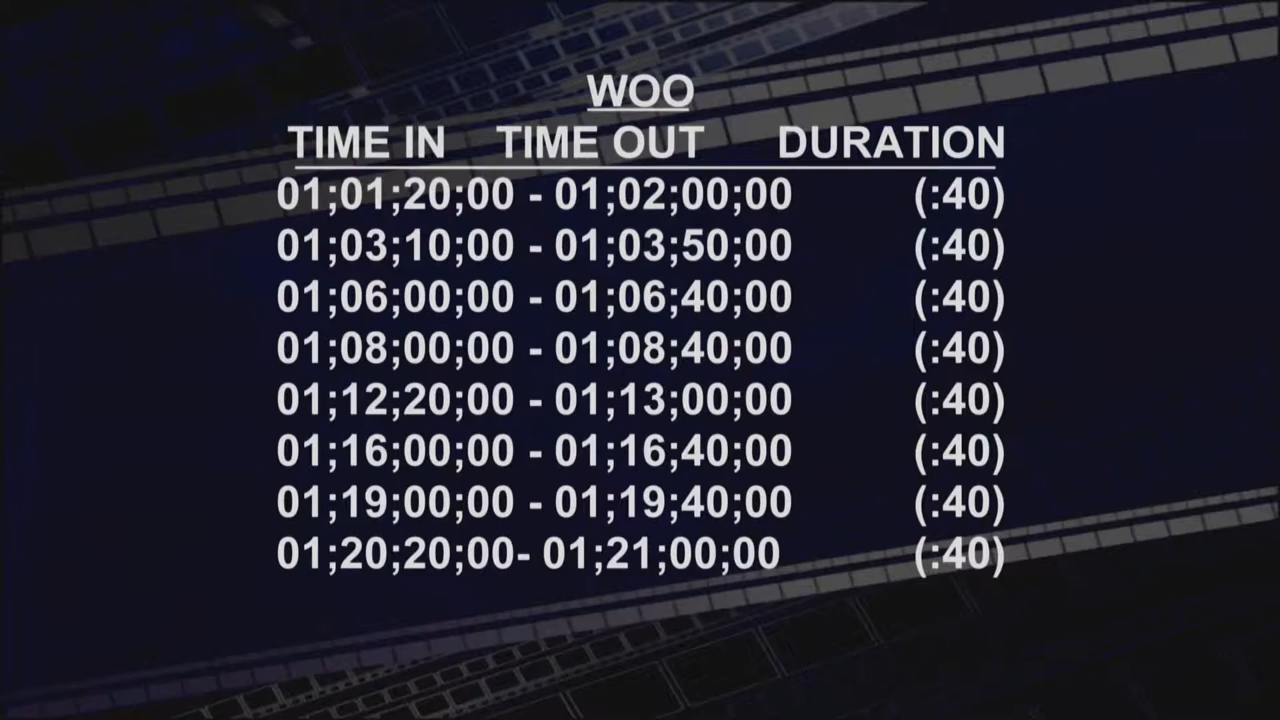 WOO
TIME IN TIME OUT DURATION
01;01;20;00 - 01;02;00;00 (:40)
01;03;10;00 - 01;03;50;00 (:40)
01;06;00;00 - 01;06;40;00 (:40)
01;08;00;00 - 01;08;40;00 (:40)
01;12;20;00 - 01;13;00;00 (:40)
01;16;00;00 - 01;16;40;00 (:40)
01;19;00;00 - 01;19;40;00 (:40)
01;20;20;00- 01;21;00;00 (:40)